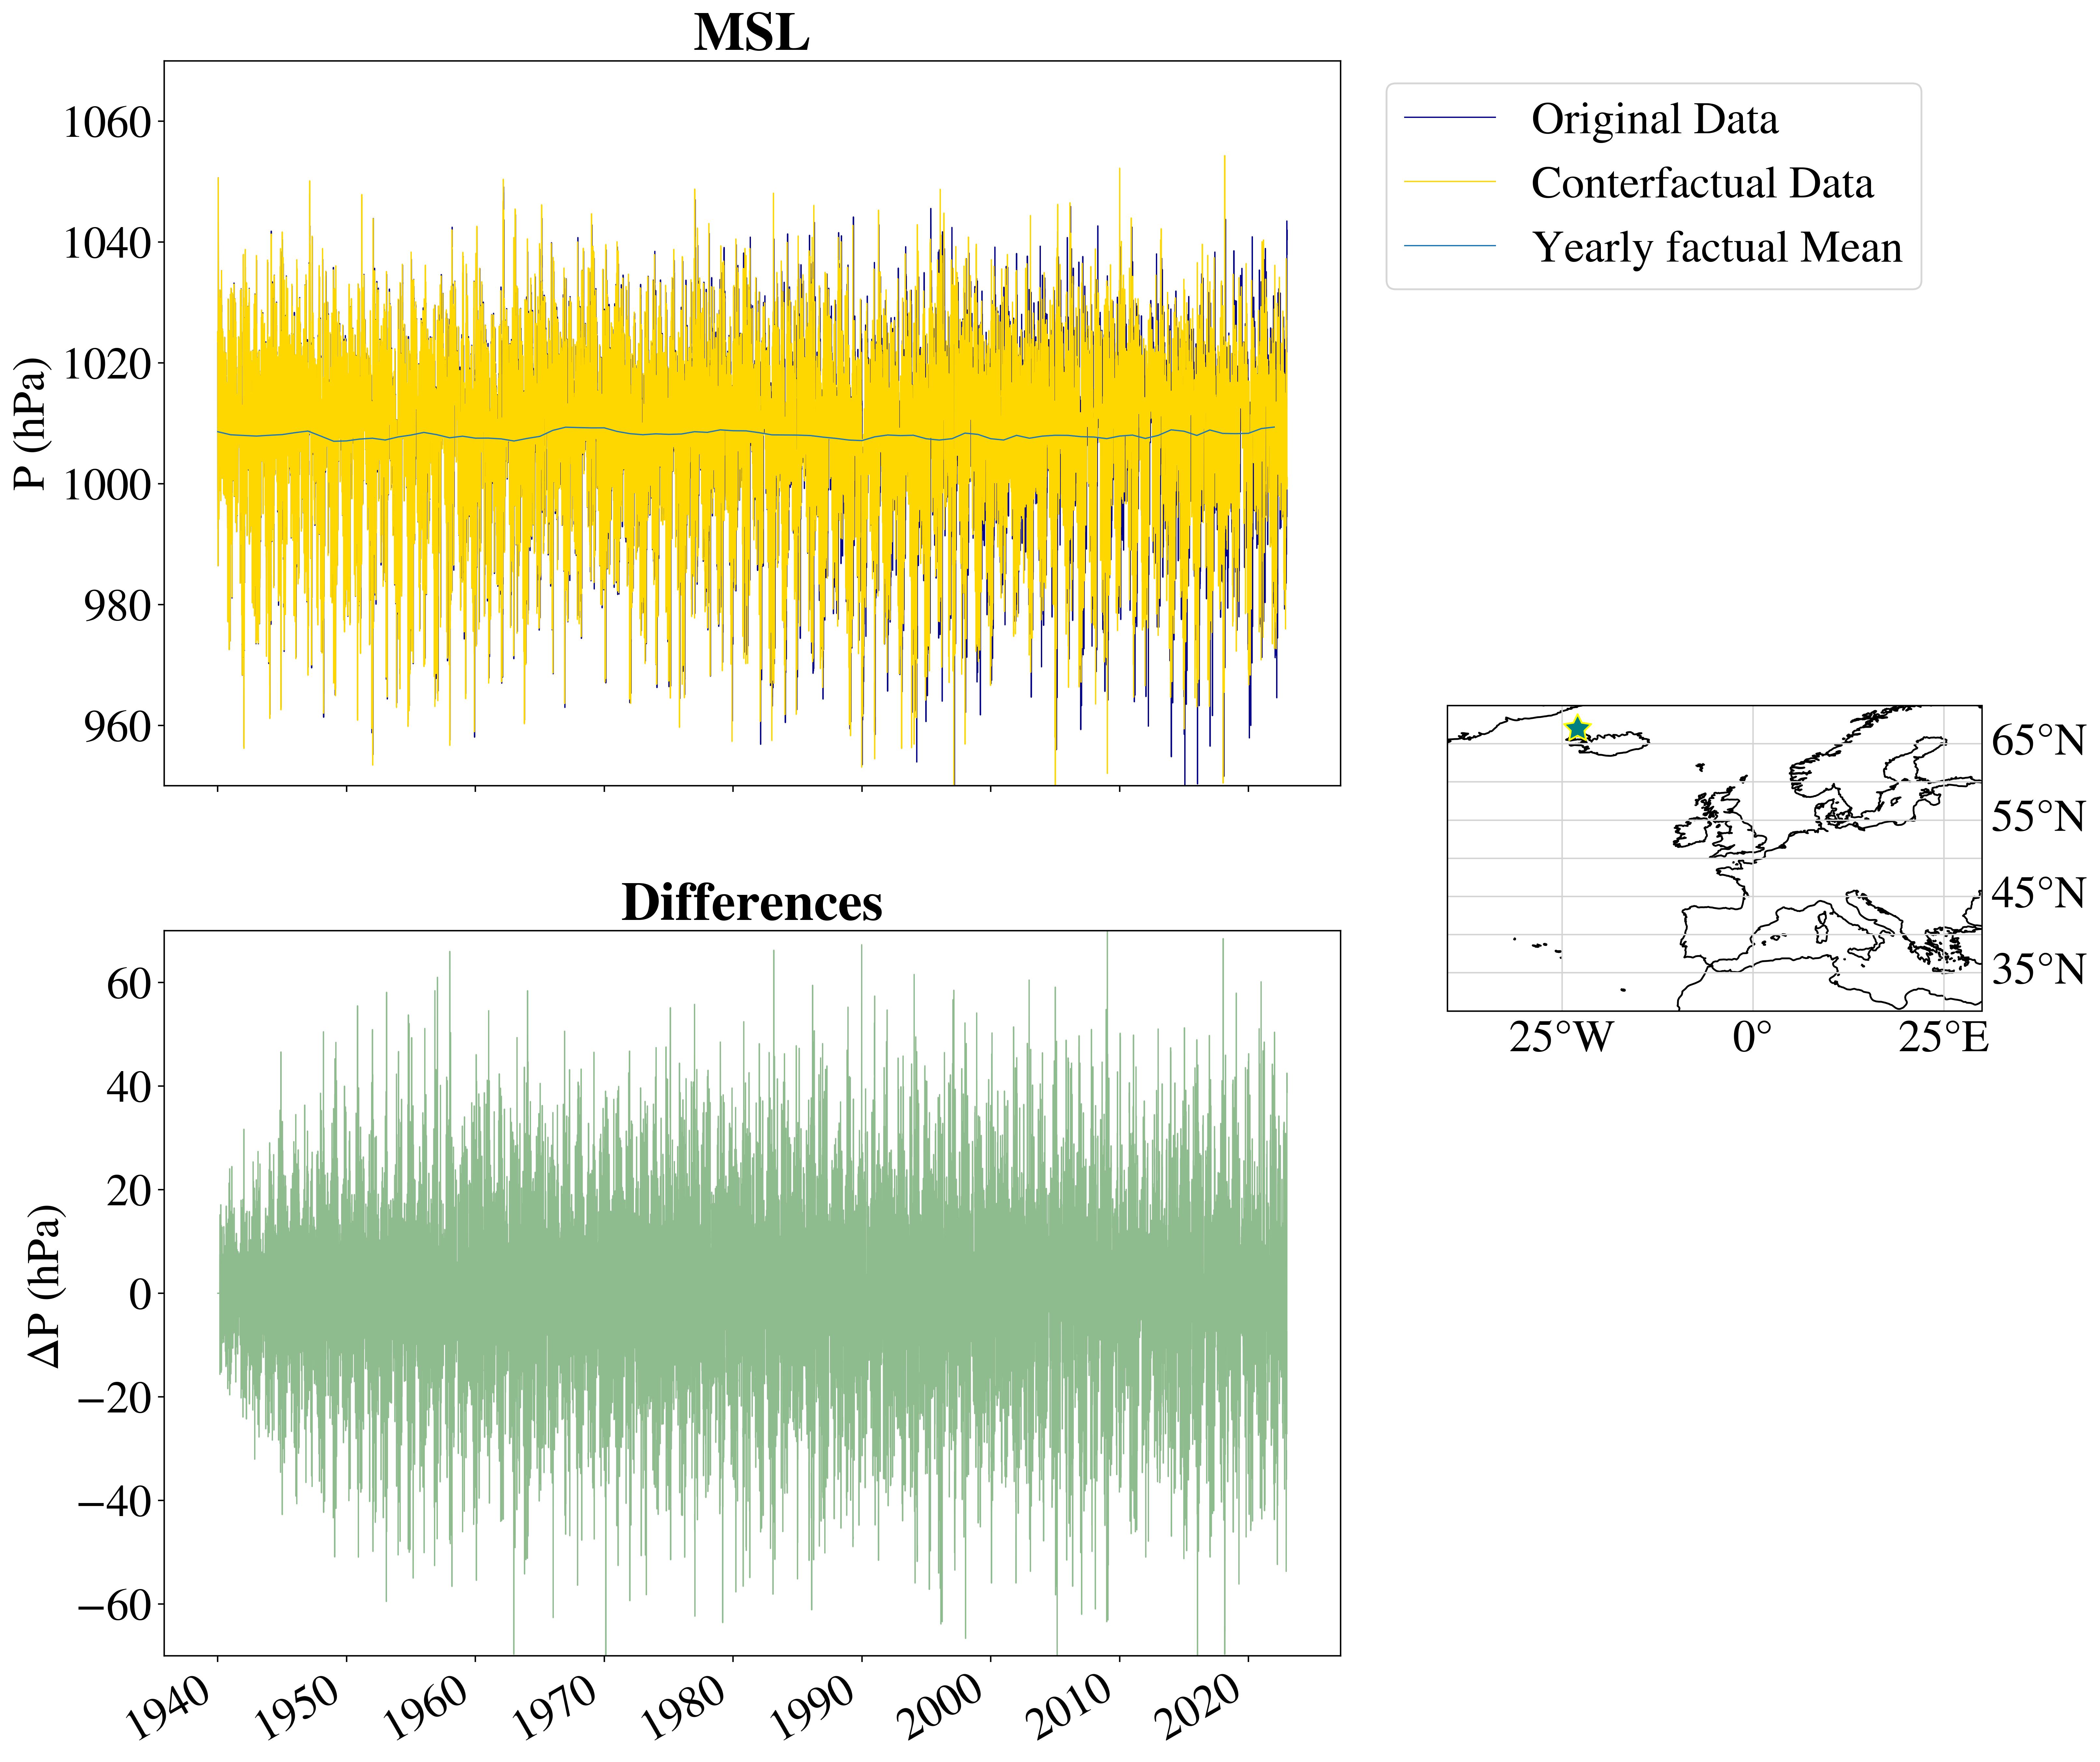 MSL
1060
1040
1020
1000
980
960
P (hPa)
Original Data
Conterfactual Data
Yearly factual Mean
65°N
55°N
45°N
35°N
25°W 0° 25°E
Differences
60
40
20
0
−20
−40
−60
ΔP (hPa)
1940 1950 1960 1970 1980 1990 2000 2010 2020